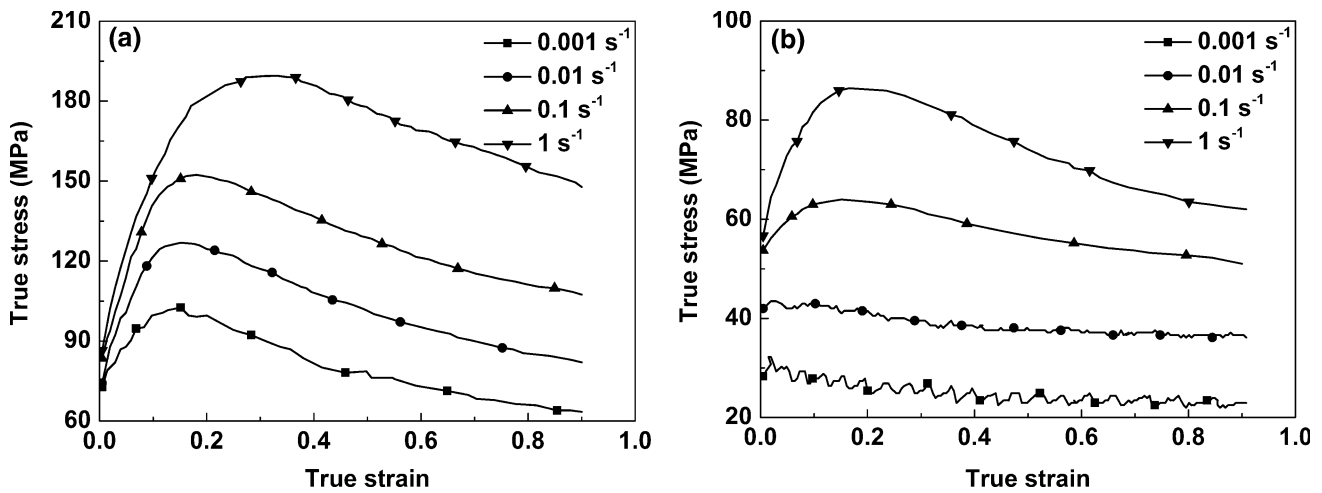 (a)
0.001 s⁻¹
0.01 s⁻¹
0.1 s⁻¹
1 s⁻¹
210
180
150
120
90
60
0.0 0.2 0.4 0.6 0.8 1.0
True stress (MPa)
True strain
(b)
0.001 s⁻¹
0.01 s⁻¹
0.1 s⁻¹
1 s⁻¹
100
80
60
40
20
0.0 0.2 0.4 0.6 0.8 1.0
True stress (MPa)
True strain